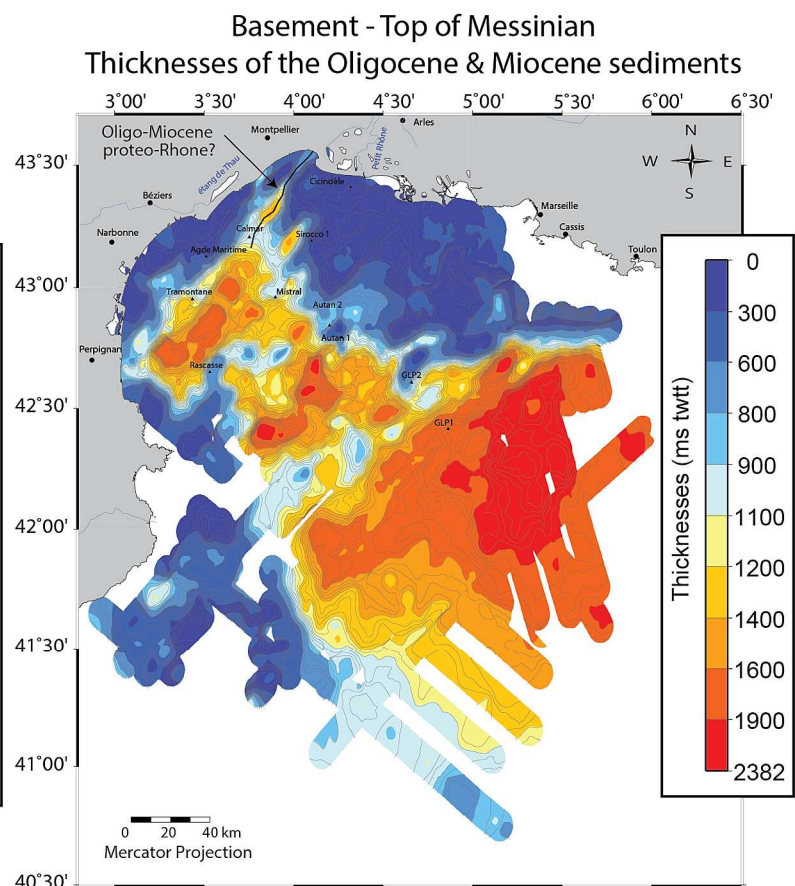 Basement - Top of Messinian
Thicknesses of the Oligocene & Miocene sediments
3°00' 3°30' 4°00' 4°30' 5°00' 5°30' 6°00' 6°30'
Oligo-Miocene
proteo-Rhone?
Montpellier
Arles
Petit Rhône
étang de Thau
N
W E
S
43°30'
Cicindèle
Béziers
Marseille
Cassis
Narbonne
Calmar
Sirocco 1
Toulon
Agde Maritime
43°00'
Tramontane
Mistral
Autan 2
Autan 1
Perpignan
Rascasse
GLP2
42°30'
GLP1
42°00'
41°30'
41°00'
40°30'
0 20 40 km
Mercator Projection
Thicknesses (ms twtt)
0
300
600
800
900
1100
1200
1400
1600
1900
2382